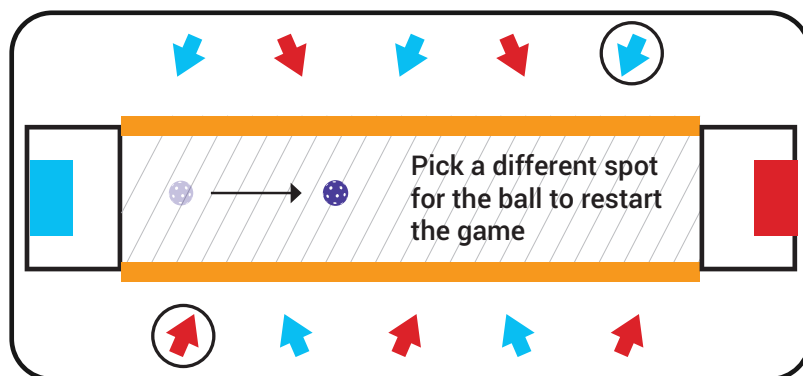 Pick a different spot
for the ball to restart
the game